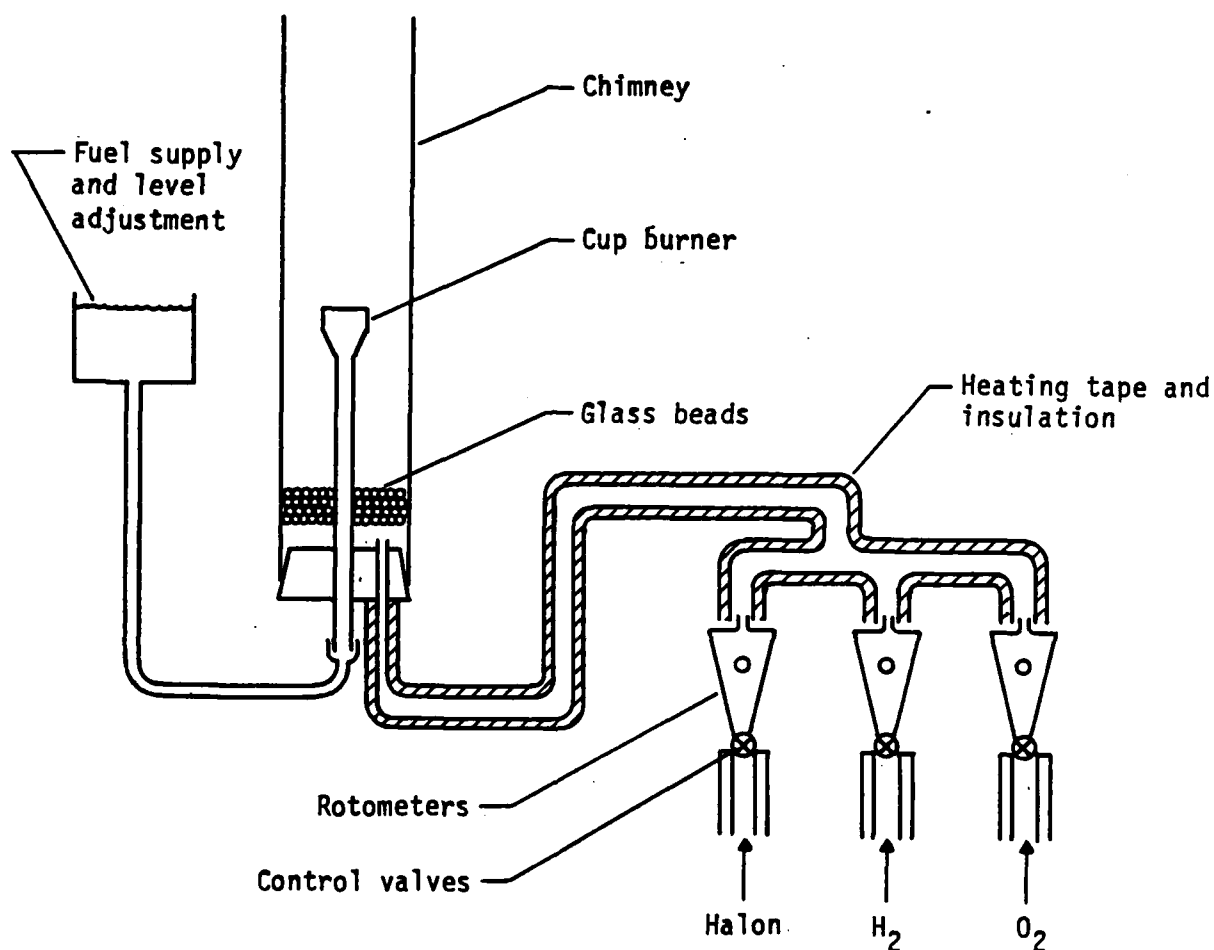 Chimney
Fuel supply
and level
adjustment
Cup burner
Heating tape and
insulation
Glass beads
Rotometers
Control valves
Halon
H₂
O₂